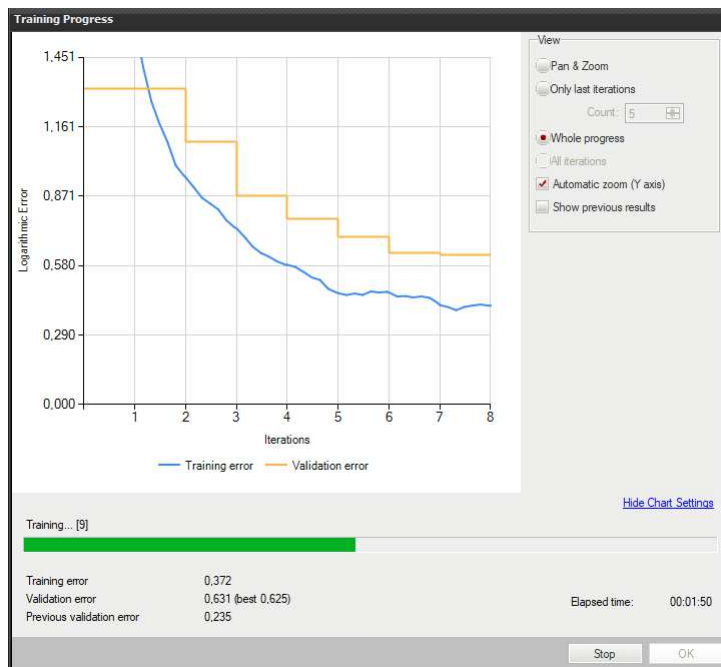 Training Progress
View
Pan & Zoom
Only last iterations
Count: 5
Whole progress
All iterations
Automatic zoom (Y axis)
Show previous results
1,451
1,161
0,871
0,580
0,290
0,000
Logarithmic Error
1 2 3 4 5 6 7 8
Iterations
Training error Validation error
Hide Chart Settings
Training... [9]
Training error 0,372
Validation error 0,631 (best 0,625)
Previous validation error 0,235
Elapsed time: 00:01:50
Stop OK